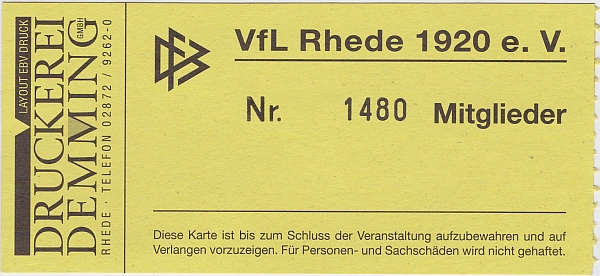 LAYOUT EBV DRUCK
DRUCKEREI
DEMMING GMBH
RHEDE · TELEFON 02872 / 9262-0
VfL Rhede 1920 e. V.
Nr. 1480 Mitglieder
Diese Karte ist bis zum Schluss der Veranstaltung aufzubewahren und auf
Verlangen vorzuzeigen. Für Personen- und Sachschäden wird nicht gehaftet.